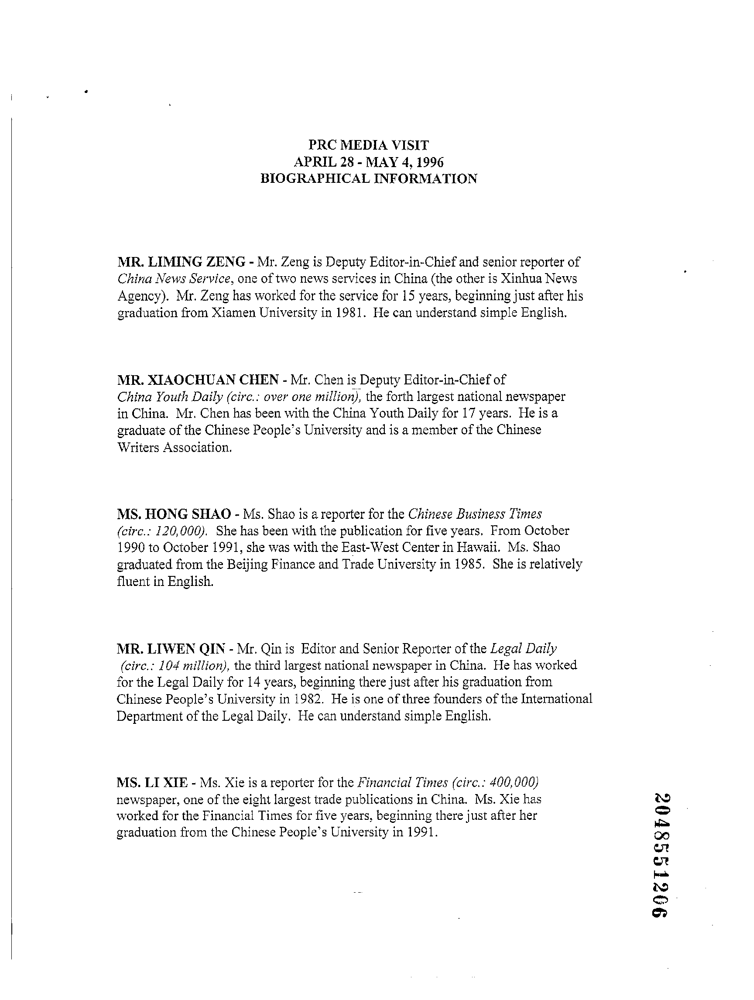 PRC MEDIA VISIT
APRIL 28 - MAY 4, 1996
BIOGRAPHICAL INFORMATION
MR. LIMING ZENG - Mr. Zeng is Deputy Editor-in-Chief and senior reporter of
China News Service, one of two news services in China (the other is Xinhua News
Agency). Mr. Zeng has worked for the service for 15 years, beginning just after his
graduation from Xiamen University in 1981. He can understand simple English.
MR. XIAOCHUAN CHEN - Mr. Chen is Deputy Editor-in-Chief of
China Youth Daily (circ.: over one million), the forth largest national newspaper
in China. Mr. Chen has been with the China Youth Daily for 17 years. He is a
graduate of the Chinese People's University and is a member of the Chinese
Writers Association.
MS. HONG SHAO - Ms. Shao is a reporter for the Chinese Business Times
(circ.: 120,000). She has been with the publication for five years. From October
1990 to October 1991, she was with the East-West Center in Hawaii. Ms. Shao
graduated from the Beijing Finance and Trade University in 1985. She is relatively
fluent in English.
MR. LIWEN QIN - Mr. Qin is Editor and Senior Reporter of the Legal Daily
(circ.: 104 million), the third largest national newspaper in China. He has worked
for the Legal Daily for 14 years, beginning there just after his graduation from
Chinese People's University in 1982. He is one of three founders of the International
Department of the Legal Daily. He can understand simple English.
MS. LI XIE - Ms. Xie is a reporter for the Financial Times (circ.: 400,000)
newspaper, one of the eight largest trade publications in China. Ms. Xie has
worked for the Financial Times for five years, beginning there just after her
graduation from the Chinese People's University in 1991.
2048551206